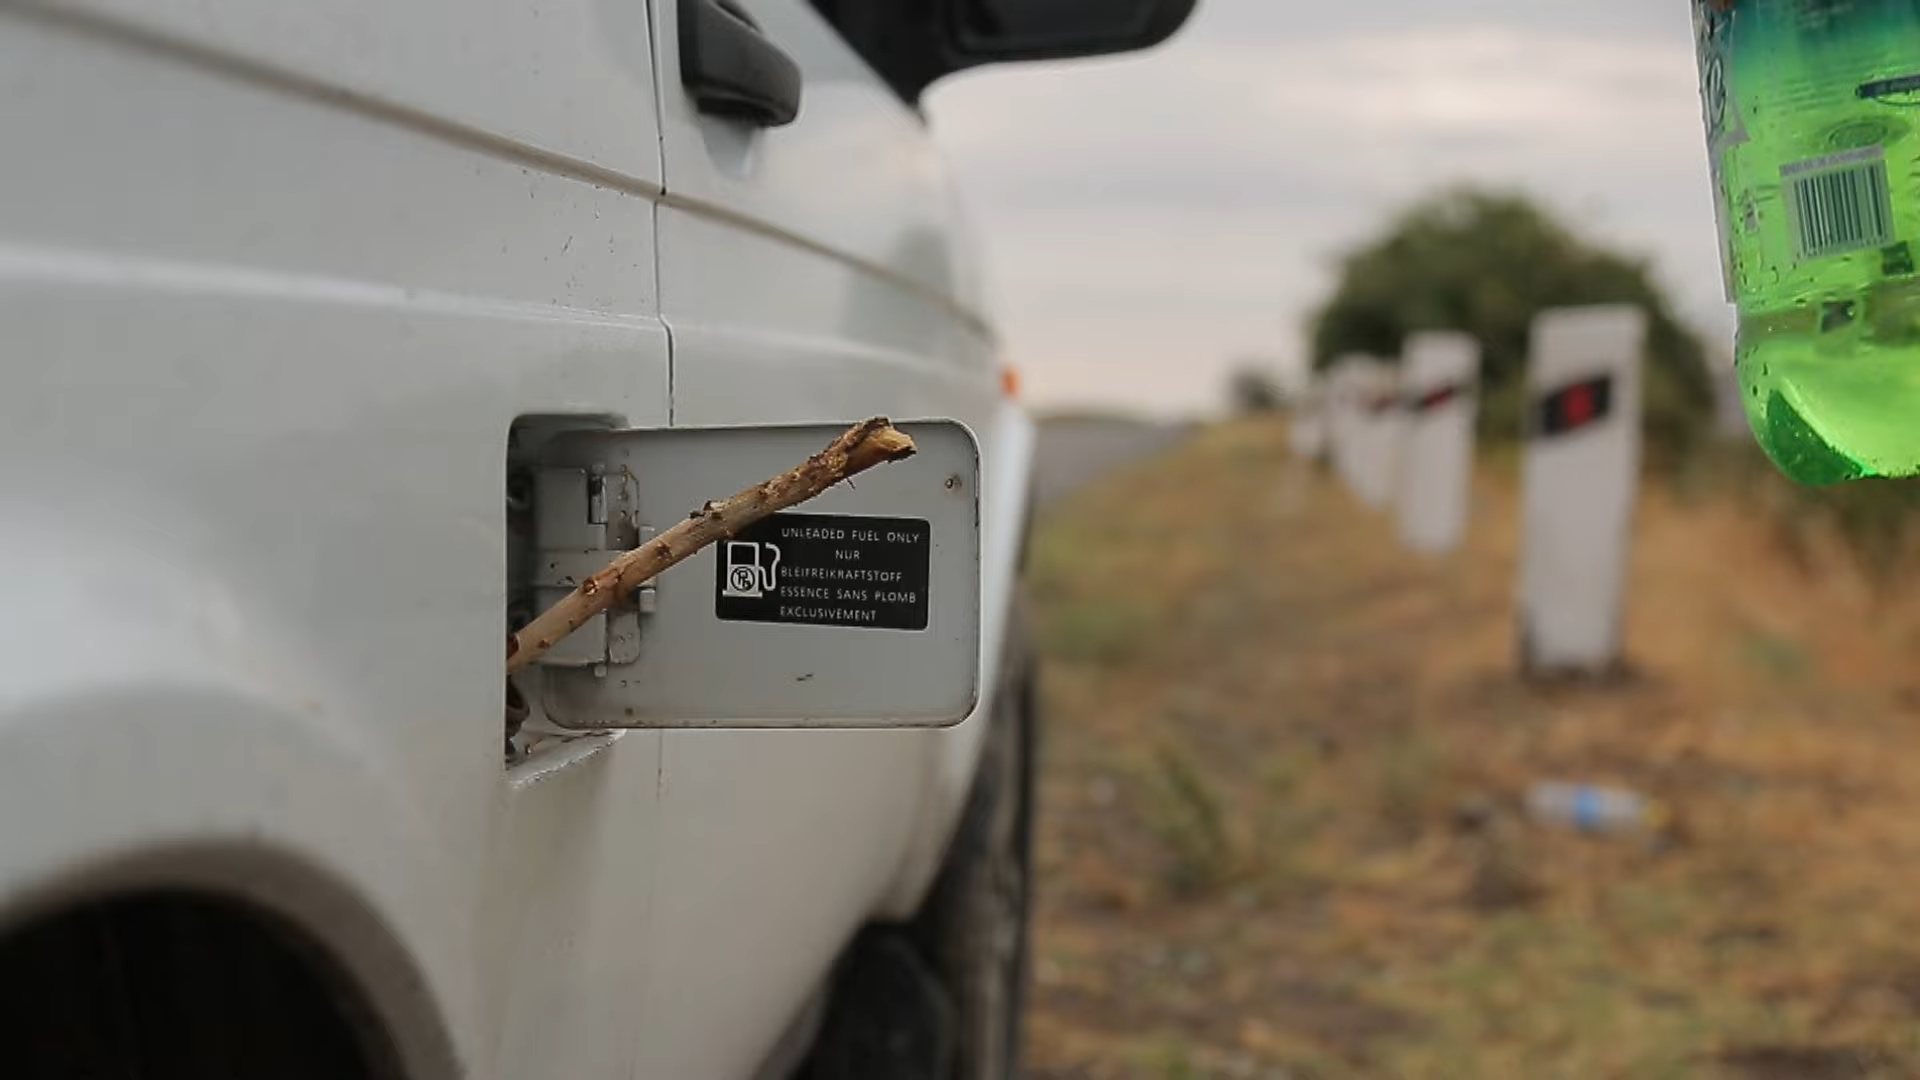 UNLEADED FUEL ONLY
NUR
BLEIFREIKRAFTSTOFF
ESSENCE SANS PLOMB
EXCLUSIVEMENT